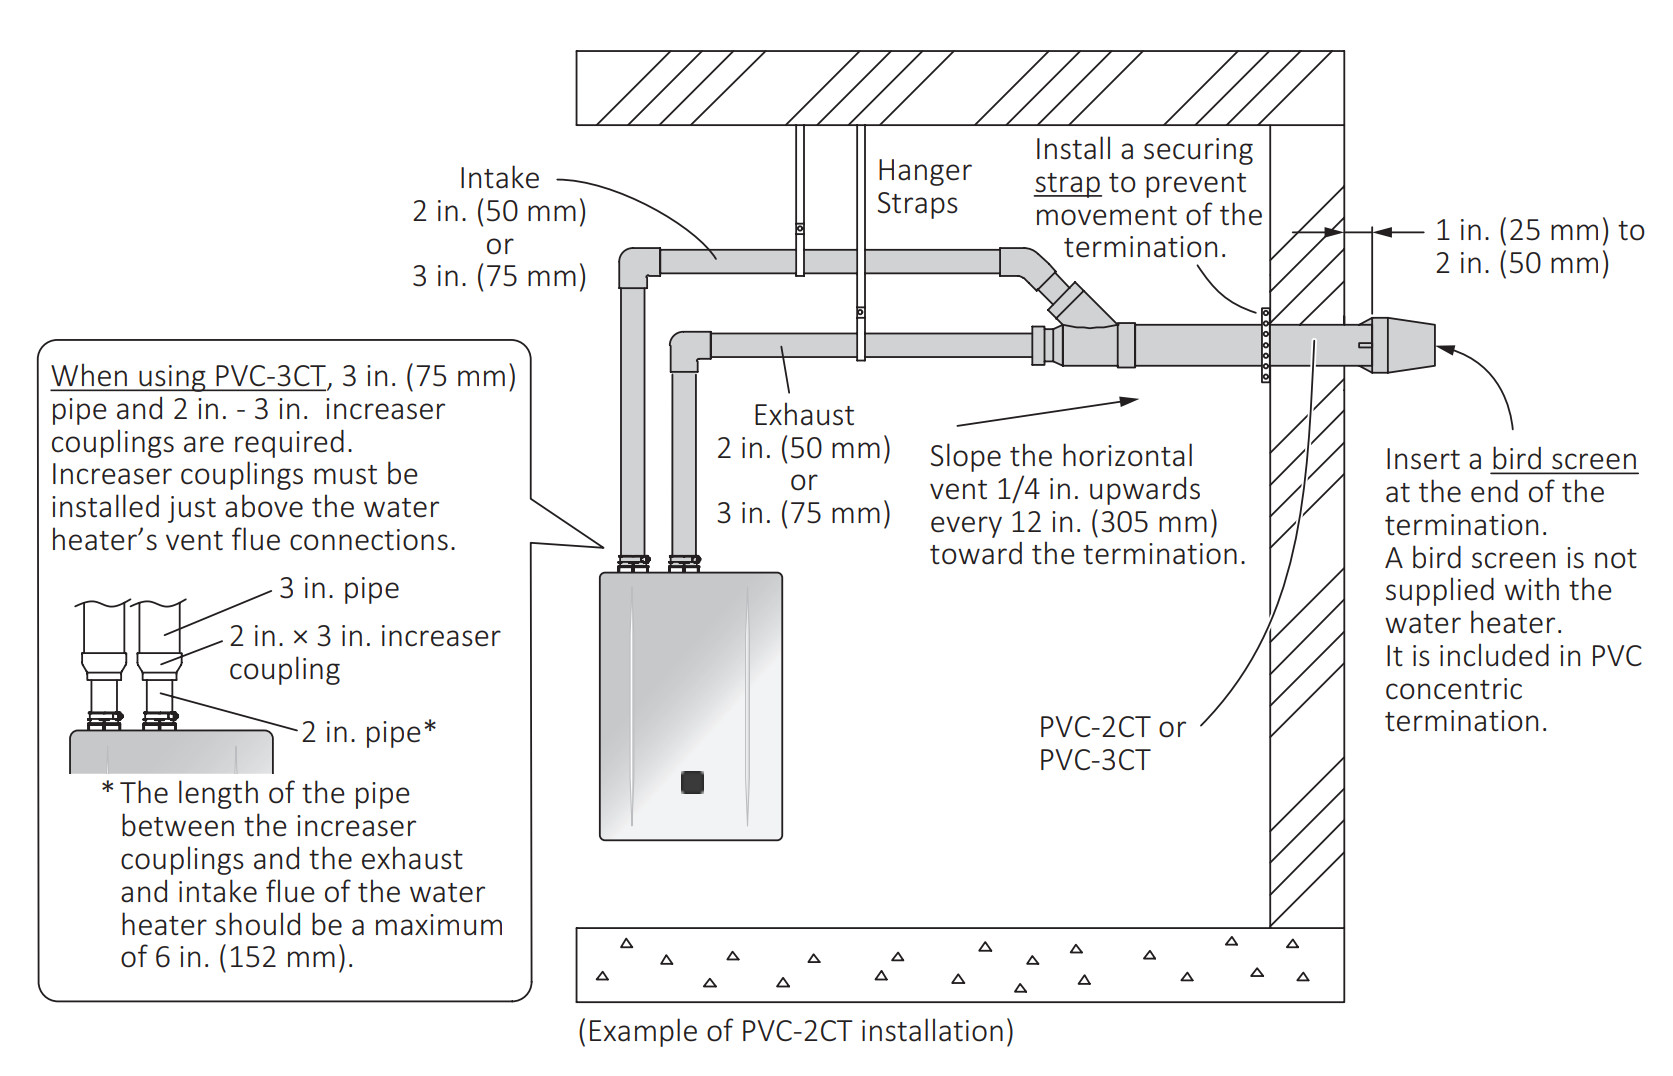 Intake
2 in. (50 mm)
or
3 in. (75 mm)
Hanger
Straps
Install a securing
strap to prevent
movement of the
termination.
1 in. (25 mm) to
2 in. (50 mm)
When using PVC-3CT, 3 in. (75 mm)
pipe and 2 in. - 3 in. increaser
couplings are required.
Increaser couplings must be
installed just above the water
heater’s vent flue connections.
3 in. pipe
2 in. × 3 in. increaser
coupling
2 in. pipe*
* The length of the pipe
between the increaser
couplings and the exhaust
and intake flue of the water
heater should be a maximum
of 6 in. (152 mm).
Exhaust
2 in. (50 mm)
or
3 in. (75 mm)
Slope the horizontal
vent 1/4 in. upwards
every 12 in. (305 mm)
toward the termination.
Insert a bird screen
at the end of the
termination.
A bird screen is not
supplied with the
water heater.
It is included in PVC
concentric
termination.
PVC-2CT or
PVC-3CT
(Example of PVC-2CT installation)